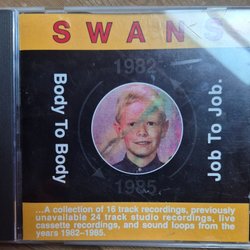 SWANS
1982
Body To Body
Job To Job.
1985
...A collection of 16 track recordings, previously
unavailable 24 track studio recordings, live
cassette recordings, and sound loops from the
years 1982-1985.